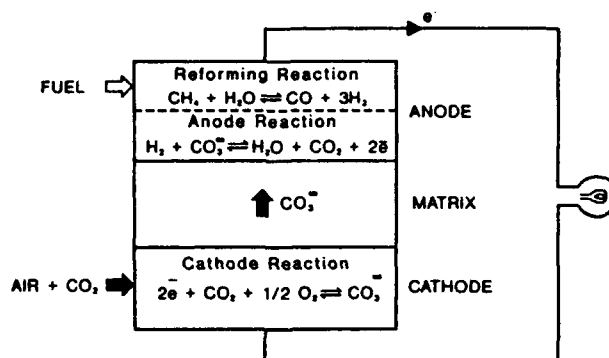 e⁻
Reforming Reaction
FUEL
CH₄ + H₂O ⇌ CO + 3H₂
ANODE
Anode Reaction
H₂ + CO₃⁼ ⇌ H₂O + CO₂ + 2e̅
CO₃⁼
MATRIX
Cathode Reaction
AIR + CO₂
2e̅ + CO₂ + 1/2 O₂ ⇌ CO₃⁼
CATHODE